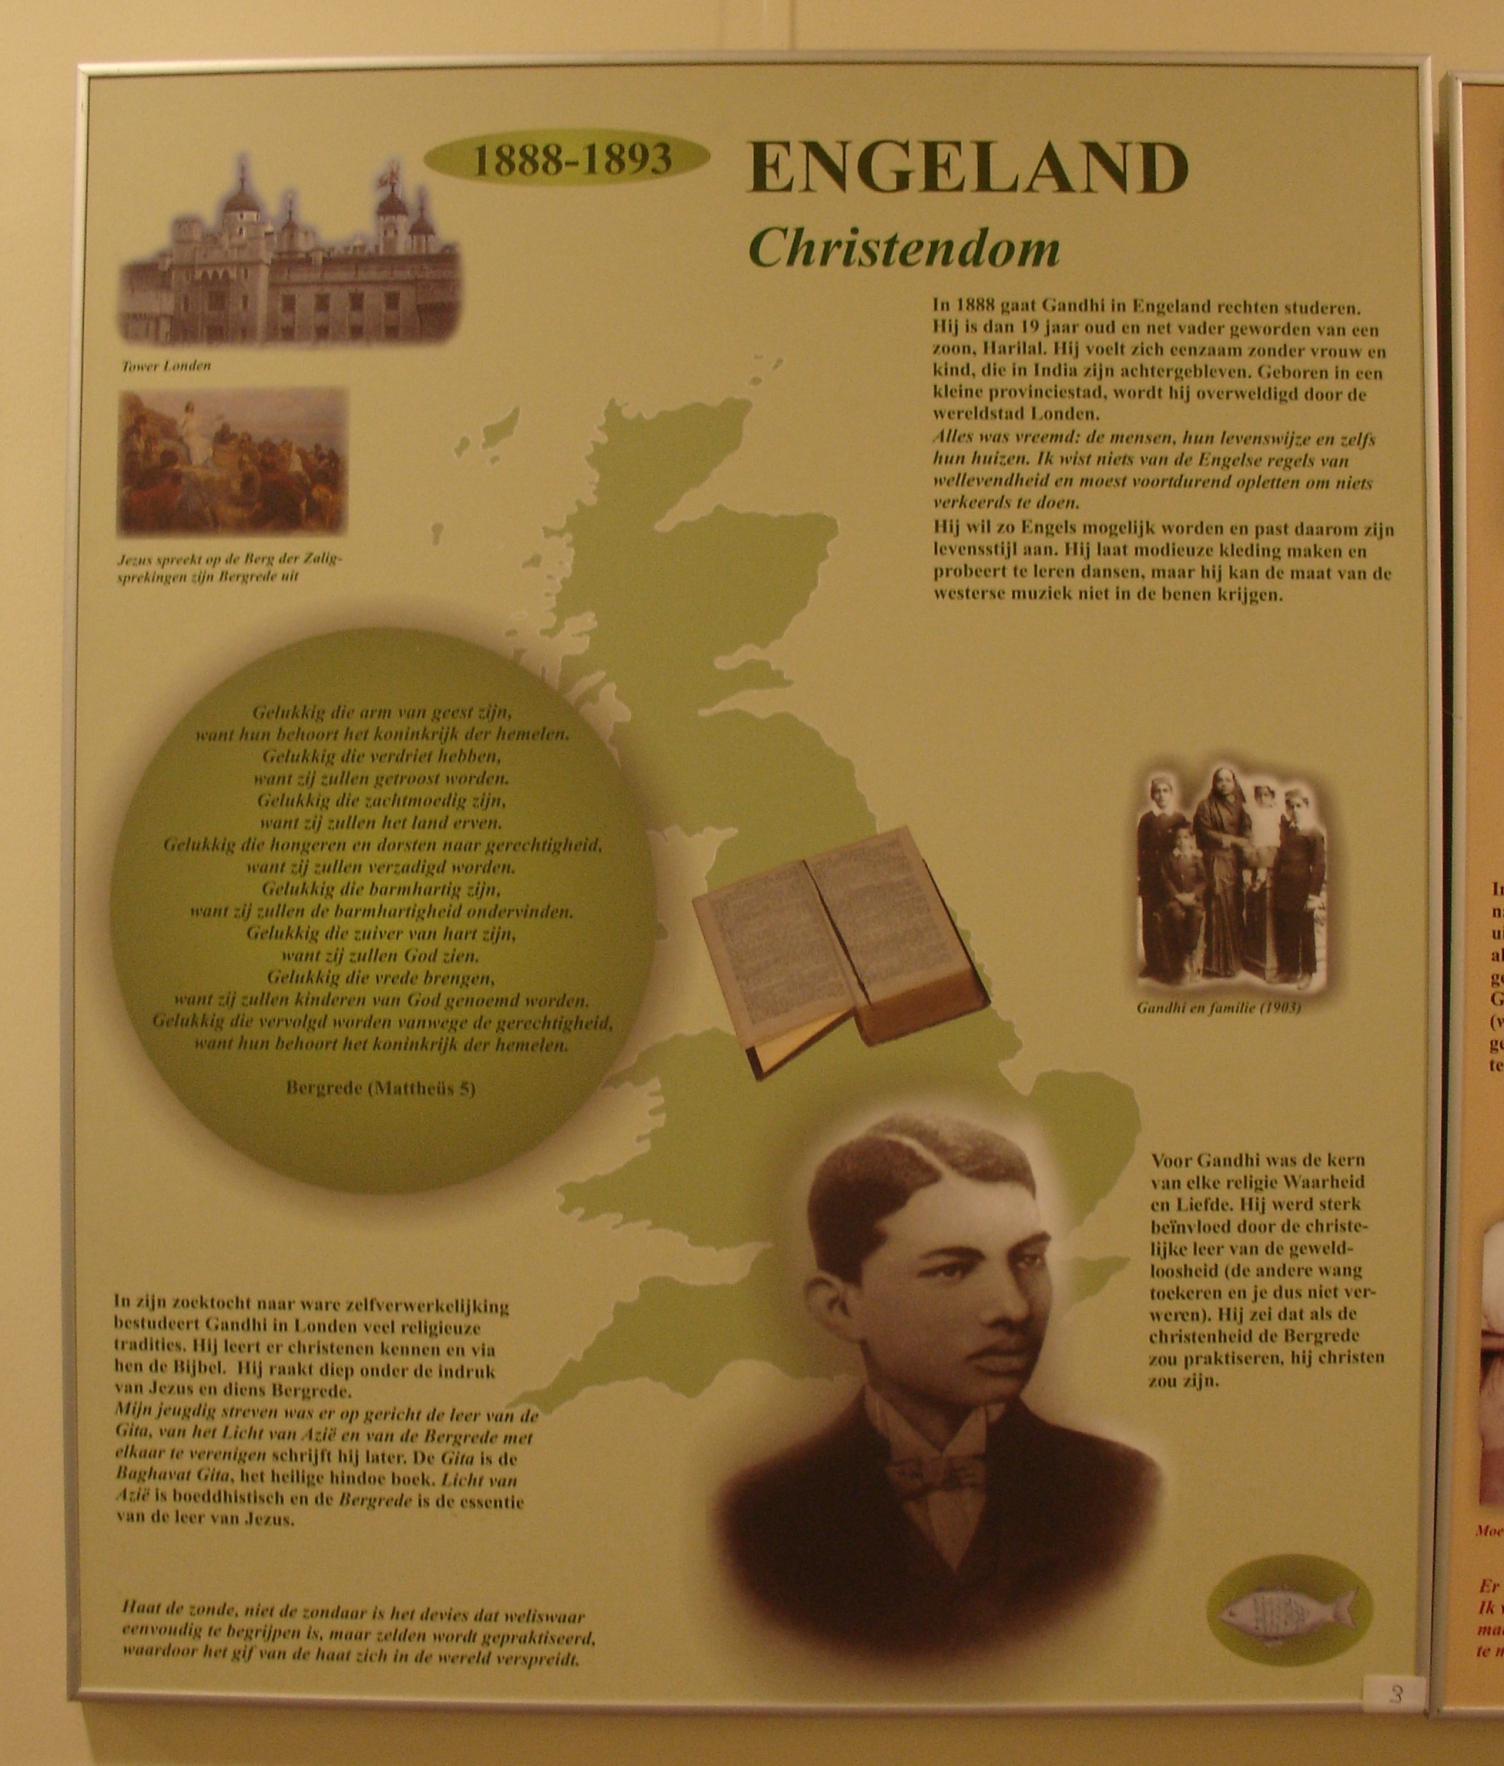 1888-1893
ENGELAND
Christendom
Tower Londen
Jezus spreekt op de Berg der Zalig-
sprekingen zijn Bergrede uit
In 1888 gaat Gandhi in Engeland rechten studeren.
Hij is dan 19 jaar oud en net vader geworden van een
zoon, Harilal. Hij voelt zich eenzaam zonder vrouw en
kind, die in India zijn achtergebleven. Geboren in een
kleine provinciestad, wordt hij overweldigd door de
wereldstad Londen.
Alles was vreemd: de mensen, hun levenswijze en zelfs
hun huizen. Ik wist niets van de Engelse regels van
wellevendheid en moest voortdurend opletten om niets
verkeerds te doen.
Hij wil zo Engels mogelijk worden en past daarom zijn
levensstijl aan. Hij laat modieuze kleding maken en
probeert te leren dansen, maar hij kan de maat van de
westerse muziek niet in de benen krijgen.
Gelukkig die arm van geest zijn,
want hun behoort het koninkrijk der hemelen.
Gelukkig die verdriet hebben,
want zij zullen getroost worden.
Gelukkig die zachtmoedig zijn,
want zij zullen het land erven.
Gelukkig die hongeren en dorsten naar gerechtigheid,
want zij zullen verzadigd worden.
Gelukkig die barmhartig zijn,
want zij zullen de barmhartigheid ondervinden.
Gelukkig die zuiver van hart zijn,
want zij zullen God zien.
Gelukkig die vrede brengen,
want zij zullen kinderen van God genoemd worden.
Gelukkig die vervolgd worden vanwege de gerechtigheid,
want hun behoort het koninkrijk der hemelen.
Bergrede (Mattheüs 5)
Gandhi en familie (1903)
Voor Gandhi was de kern
van elke religie Waarheid
en Liefde. Hij werd sterk
beïnvloed door de christe-
lijke leer van de geweld-
loosheid (de andere wang
toekeren en je dus niet ver-
weren). Hij zei dat als de
christenheid de Bergrede
zou praktiseren, hij christen
zou zijn.
In zijn zoektocht naar ware zelfverwerkelijking
bestudeert Gandhi in Londen veel religieuze
tradities. Hij leert er christenen kennen en via
hen de Bijbel. Hij raakt diep onder de indruk
van Jezus en diens Bergrede.
Mijn jeugdig streven was er op gericht de leer van de
Gita, van het Licht van Azië en van de Bergrede met
elkaar te verenigen schrijft hij later. De Gita is de
Baghavat Gita, het heilige hindoe boek. Licht van
Azië is boeddhistisch en de Bergrede is de essentie
van de leer van Jezus.
Haat de zonde, niet de zondaar is het devies dat weliswaar
eenvoudig te begrijpen is, maar zelden wordt gepraktiseerd,
waardoor het gif van de haat zich in de wereld verspreidt.
3
Moe
Er
Ik